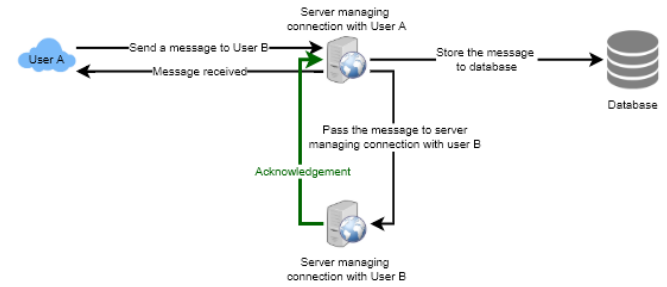 Server managing
connection with User A
User A
Send a message to User B
Message received
Store the message
to database
Database
Pass the message to server
managing connection with user B
Acknowledgement
Server managing
connection with User B